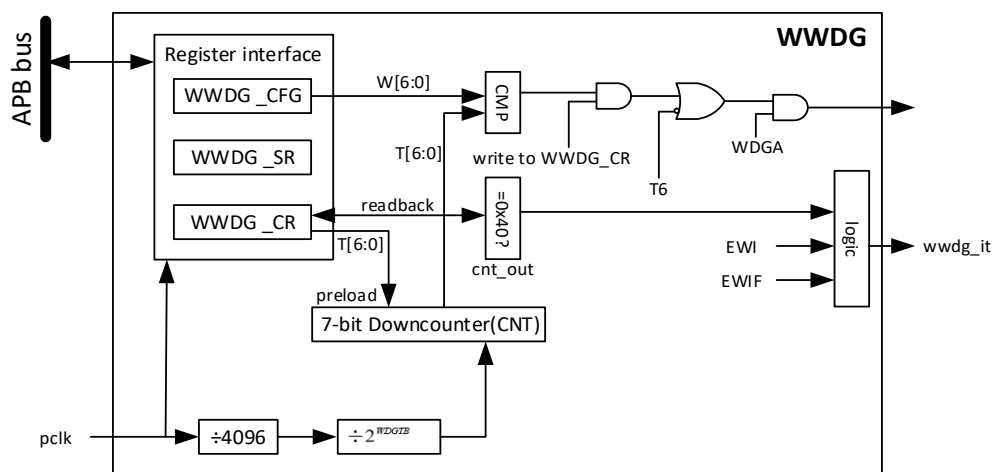 WWDG
APB bus
Register interface
WWDG _CFG
W[6:0]
CMP
WWDG _SR
T[6:0]
write to WWDG_CR
WDGA
T6
WWDG _CR
readback
=0x40?
logic
T[6:0]
cnt_out
EWI
wwdg_it
EWIF
preload
7-bit Downcounter(CNT)
pclk
÷4096
÷2^WDGTB